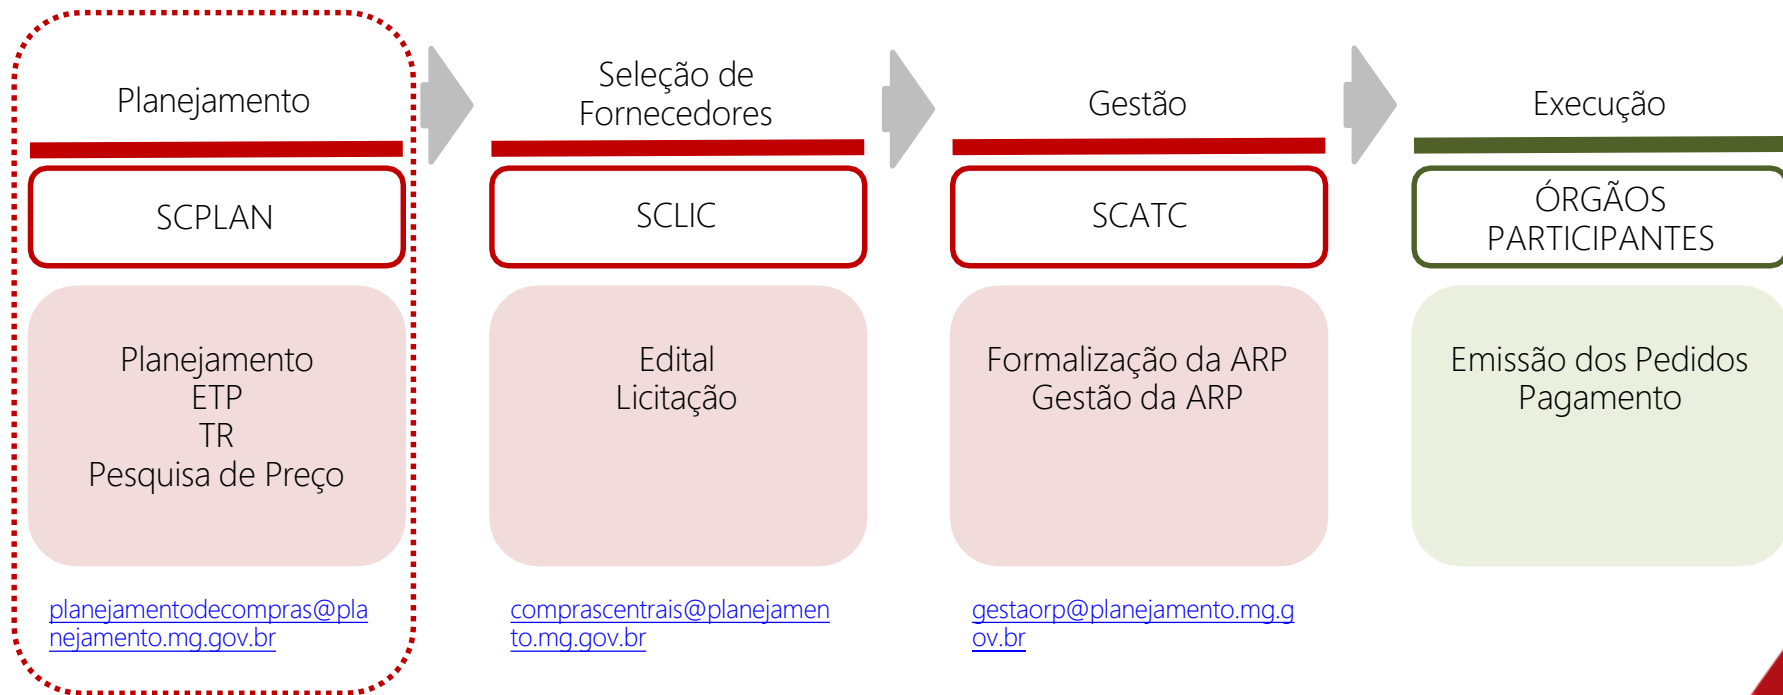 Planejamento
SCPLAN
Planejamento
ETP
TR
Pesquisa de Preço
planejamentodecompras@pla
nejamento.mg.gov.br
Seleção de
Fornecedores
SCLIC
Edital
Licitação
comprascentrais@planejamen
to.mg.gov.br
Gestão
SCATC
Formalização da ARP
Gestão da ARP
gestaorp@planejamento.mg.g
ov.br
Execução
ÓRGÃOS
PARTICIPANTES
Emissão dos Pedidos
Pagamento